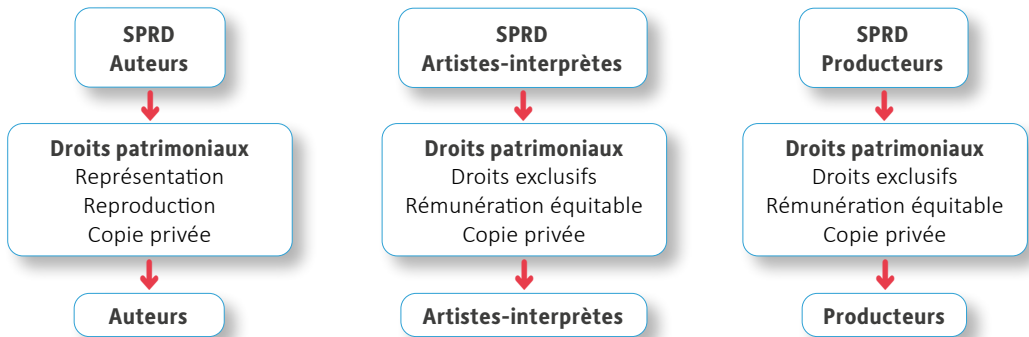 SPRD
Auteurs
Droits patrimoniaux
Représentation
Reproduction
Copie privée
Auteurs
SPRD
Artistes-interprètes
Droits patrimoniaux
Droits exclusifs
Rémunération équitable
Copie privée
Artistes-interprètes
SPRD
Producteurs
Droits patrimoniaux
Droits exclusifs
Rémunération équitable
Copie privée
Producteurs